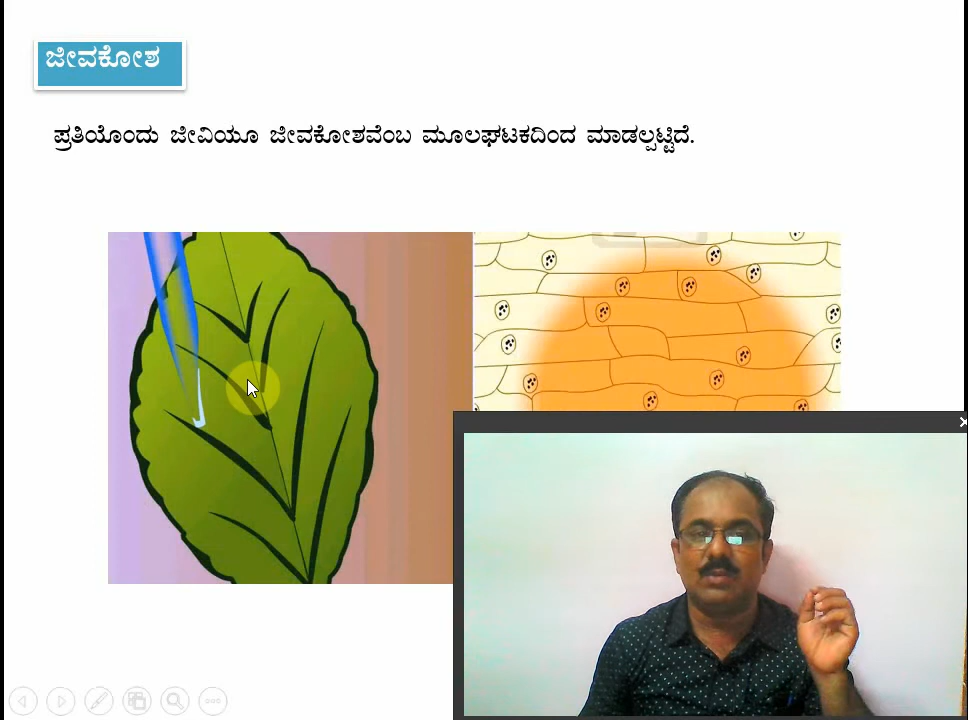 ಜೀವಕೋಶ
ಪ್ರತಿಯೊಂದು ಜೀವಿಯೂ ಜೀವಕೋಶವೆಂಬ ಮೂಲಘಟಕದಿಂದ ಮಾಡಲ್ಪಟ್ಟಿದೆ.